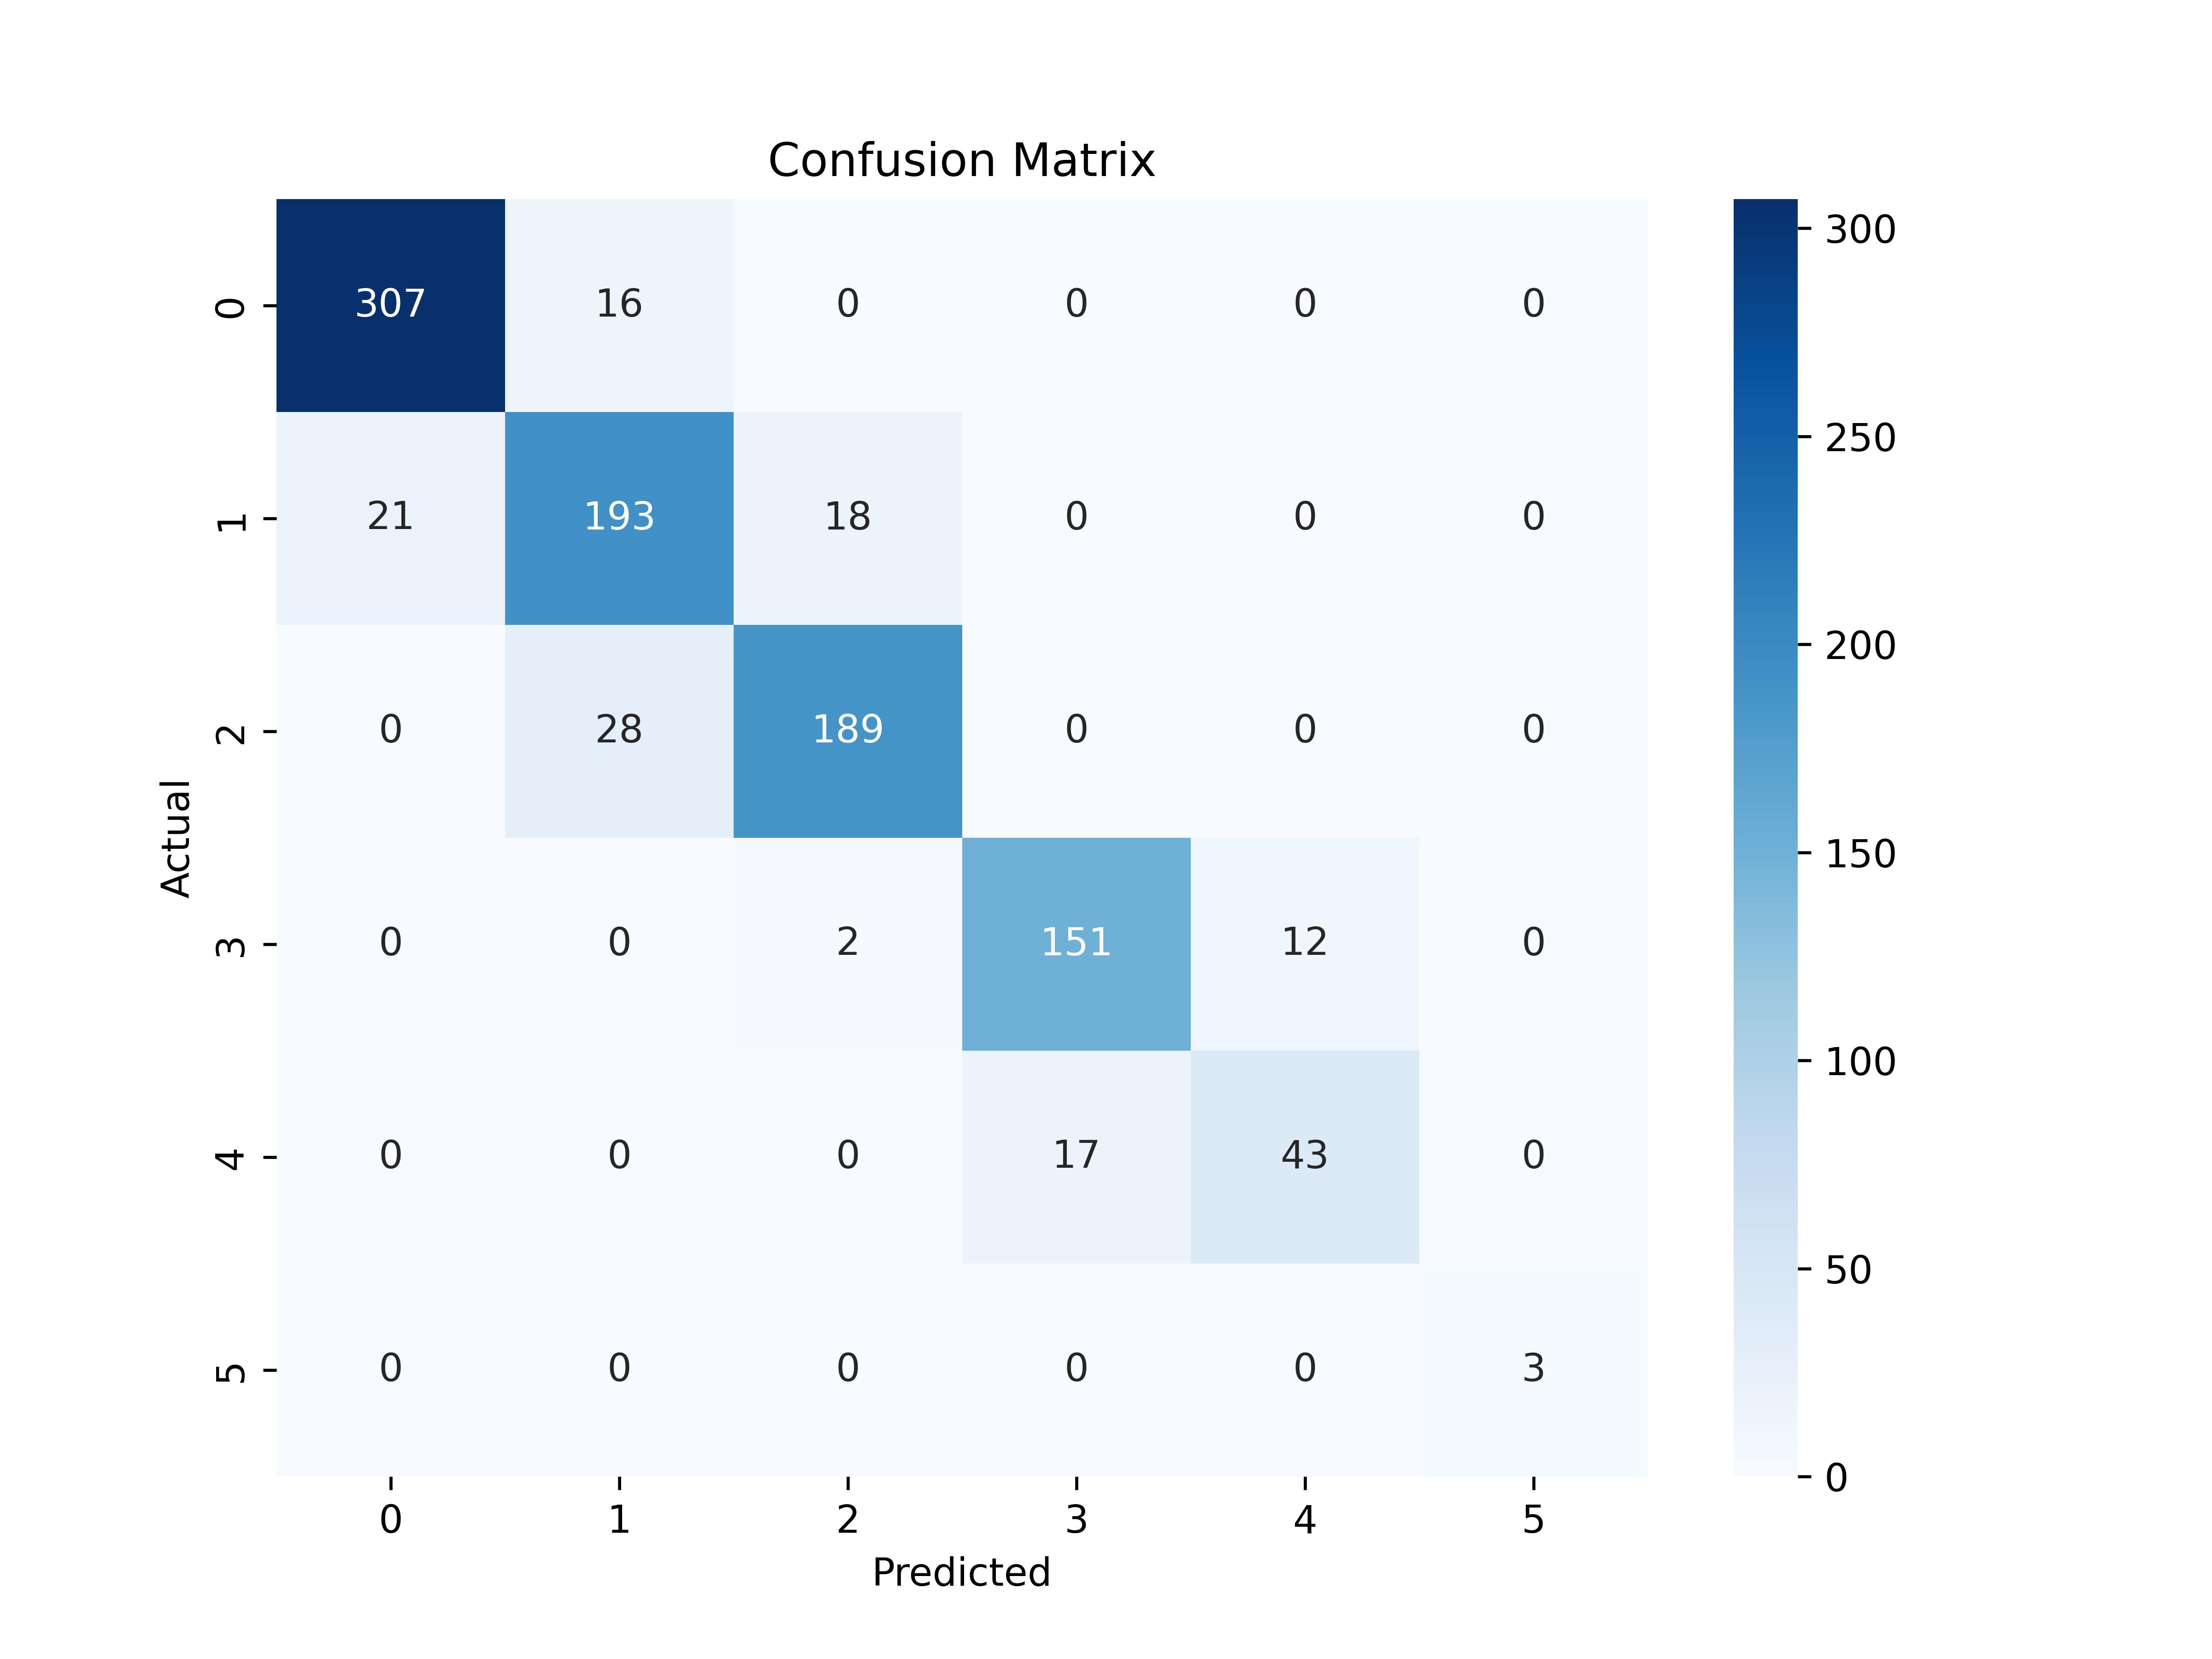 Confusion Matrix
0 307 16 0 0 0 0
1 21 193 18 0 0 0
2 0 28 189 0 0 0
3 0 0 2 151 12 0
4 0 0 0 17 43 0
5 0 0 0 0 0 3
0 1 2 3 4 5
Predicted
Actual
300
250
200
150
100
50
0